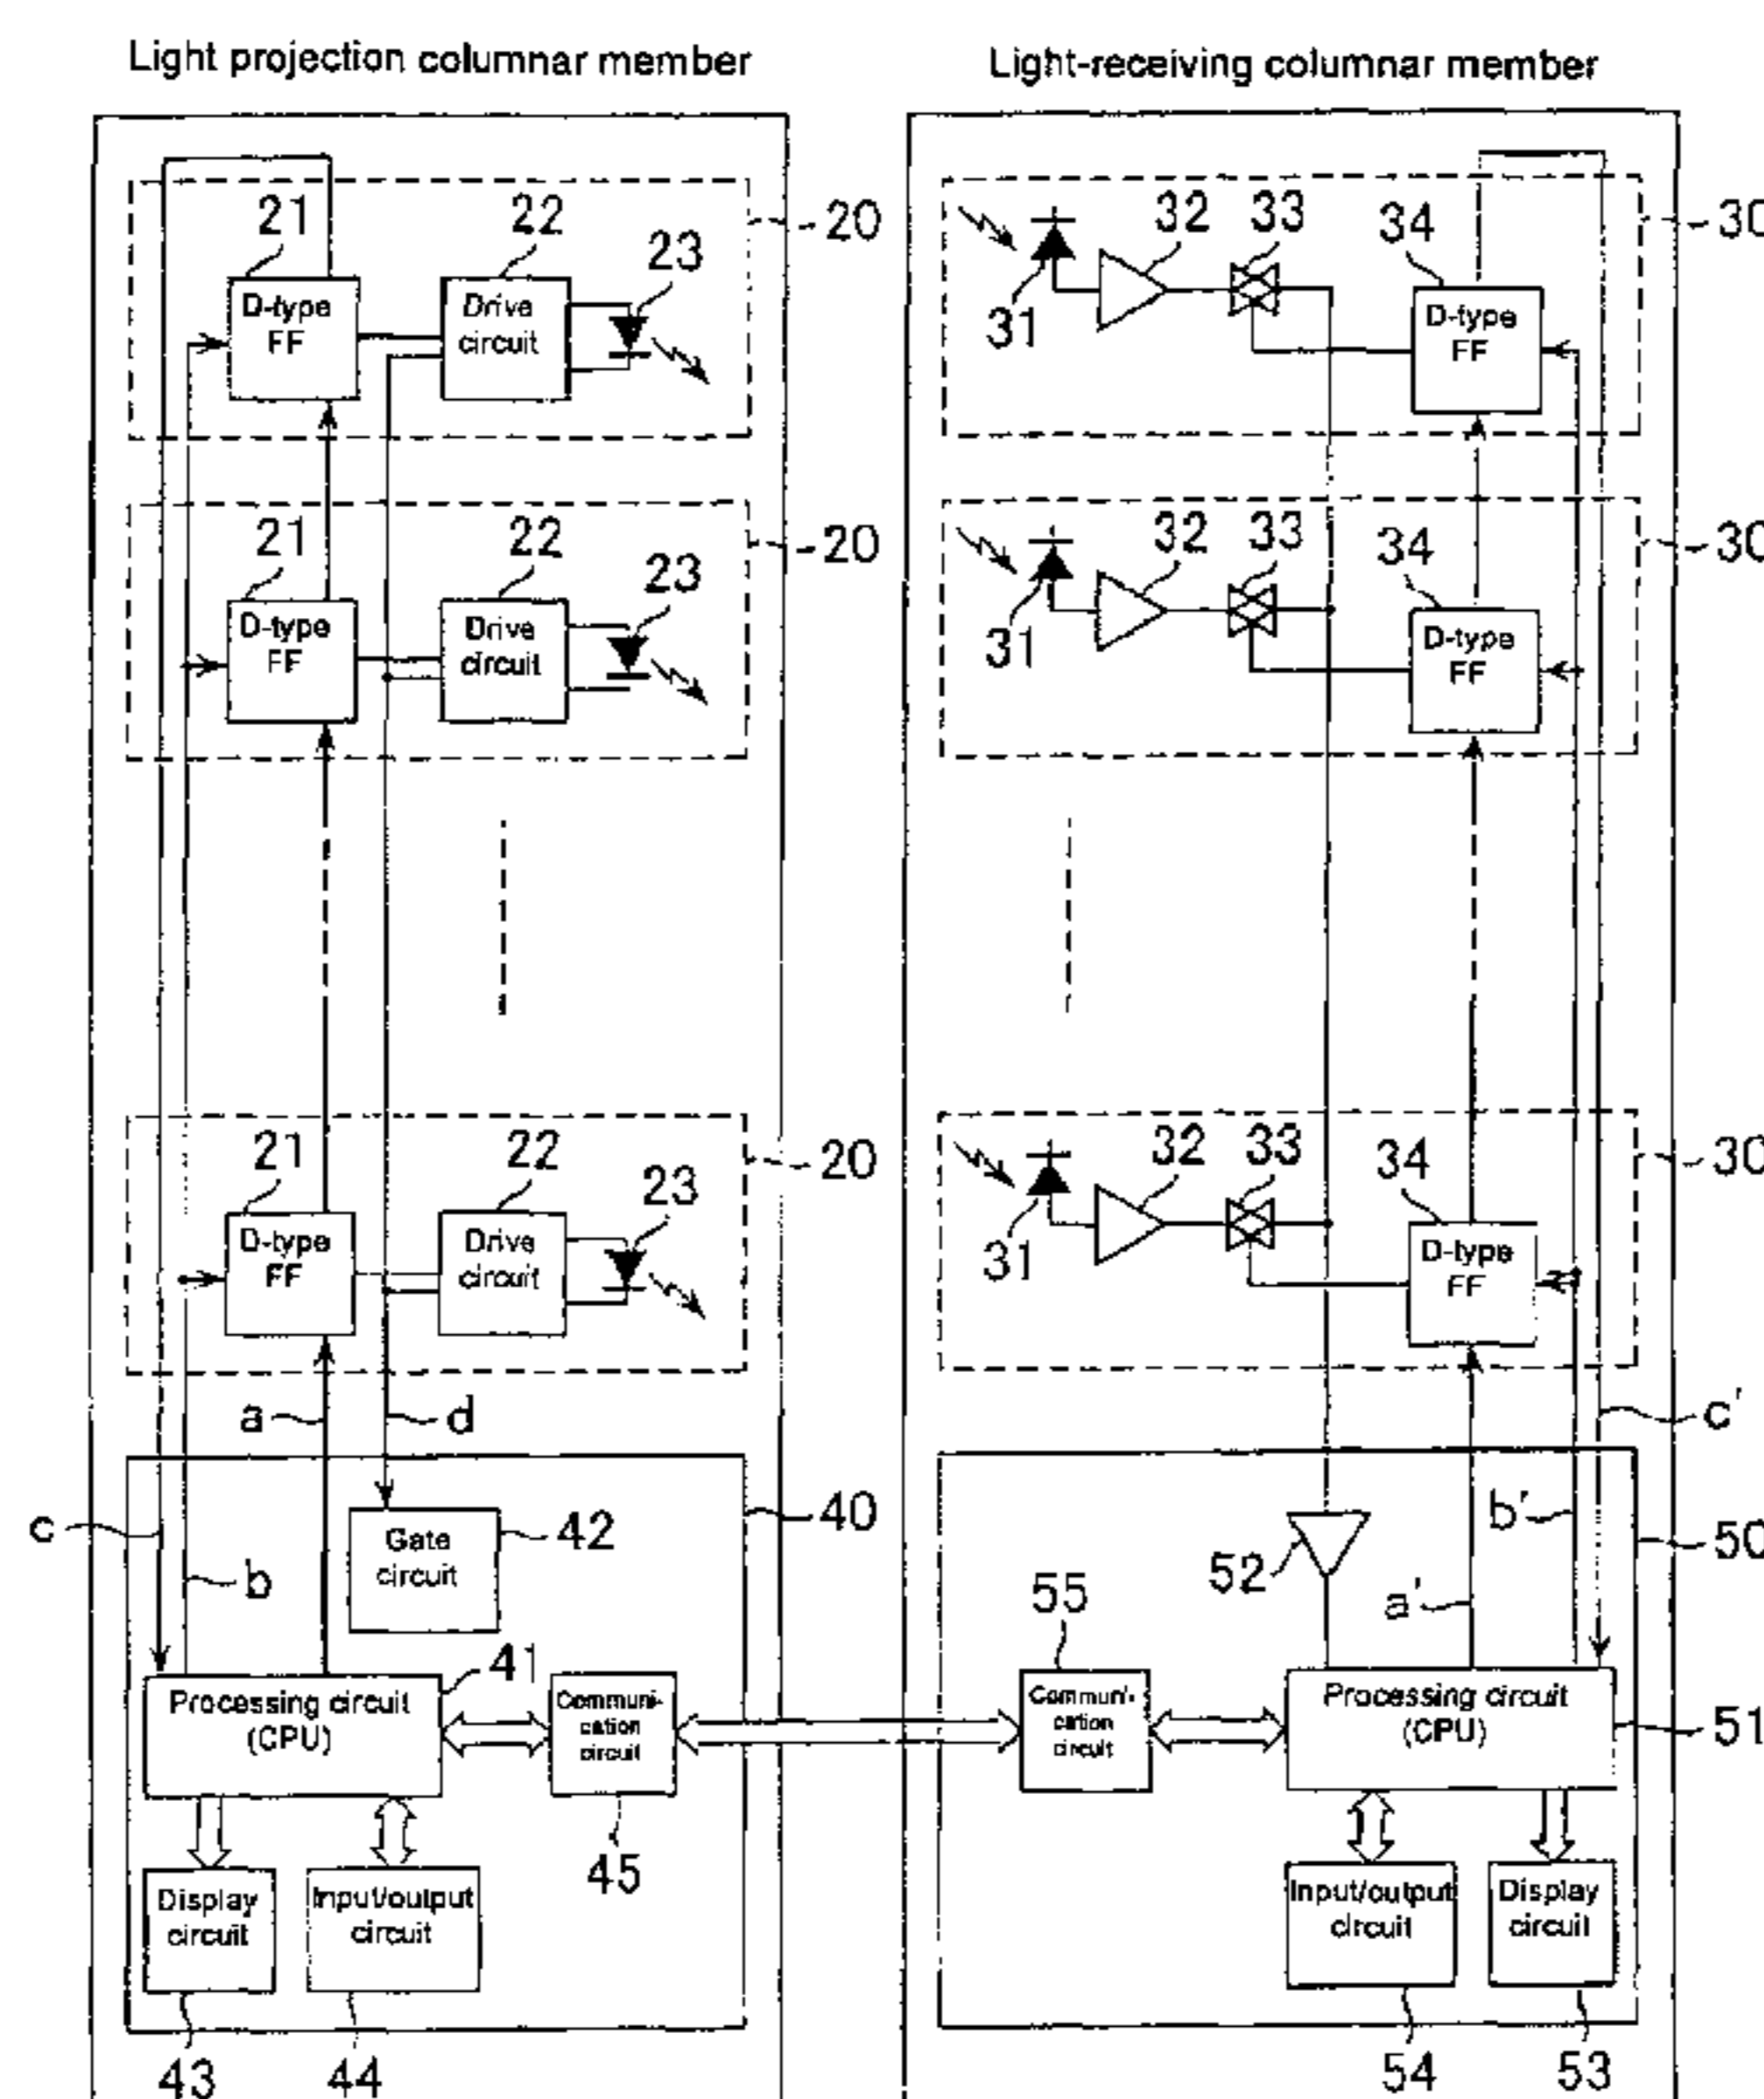 Light projection columnar member
Light-receiving columnar member
21
22
23
20
D-type
FF
Drive
circuit
31
32
33
34
30
D-type
FF
21
22
23
20
D-type
FF
Drive
circuit
31
32
33
34
30
D-type
FF
21
22
23
20
D-type
FF
Drive
circuit
31
32
33
34
30
D-type
FF
a
d
c
b
40
Gate
circuit
42
41
Processing circuit
(CPU)
Communi-
cation
circuit
45
Display
circuit
Input/output
circuit
43
44
c'
b'
50
52
a'
55
Communi-
cation
circuit
Processing circuit
(CPU)
51
Input/output
circuit
Display
circuit
54
53